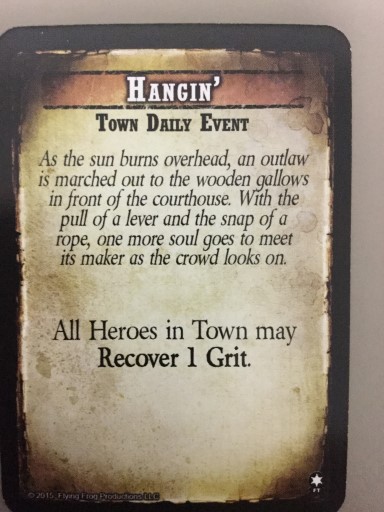 HANGIN'
TOWN DAILY EVENT
As the sun burns overhead, an outlaw
is marched out to the wooden gallows
in front of the courthouse. With the
pull of a lever and the snap of a
rope, one more soul goes to meet
its maker as the crowd looks on.
All Heroes in Town may
Recover 1 Grit.
© 2015 Flying Frog Productions LLC
FT